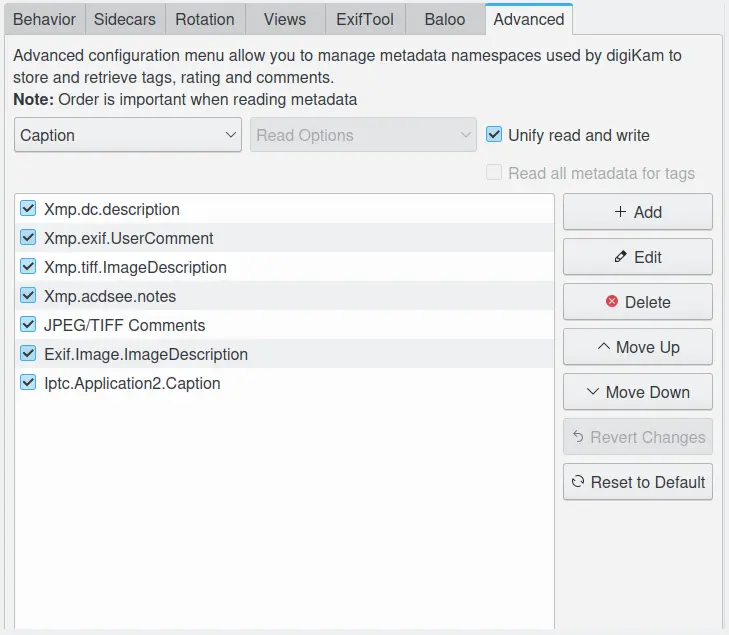 Behavior Sidecars Rotation Views ExifTool Baloo Advanced
Advanced configuration menu allow you to manage metadata namespaces used by digiKam to
store and retrieve tags, rating and comments.
Note: Order is important when reading metadata
Caption Read Options Unify read and write
Read all metadata for tags
Xmp.dc.description
Xmp.exif.UserComment
Xmp.tiff.ImageDescription
Xmp.acdsee.notes
JPEG/TIFF Comments
Exif.Image.ImageDescription
Iptc.Application2.Caption
Add
Edit
Delete
Move Up
Move Down
Revert Changes
Reset to Default